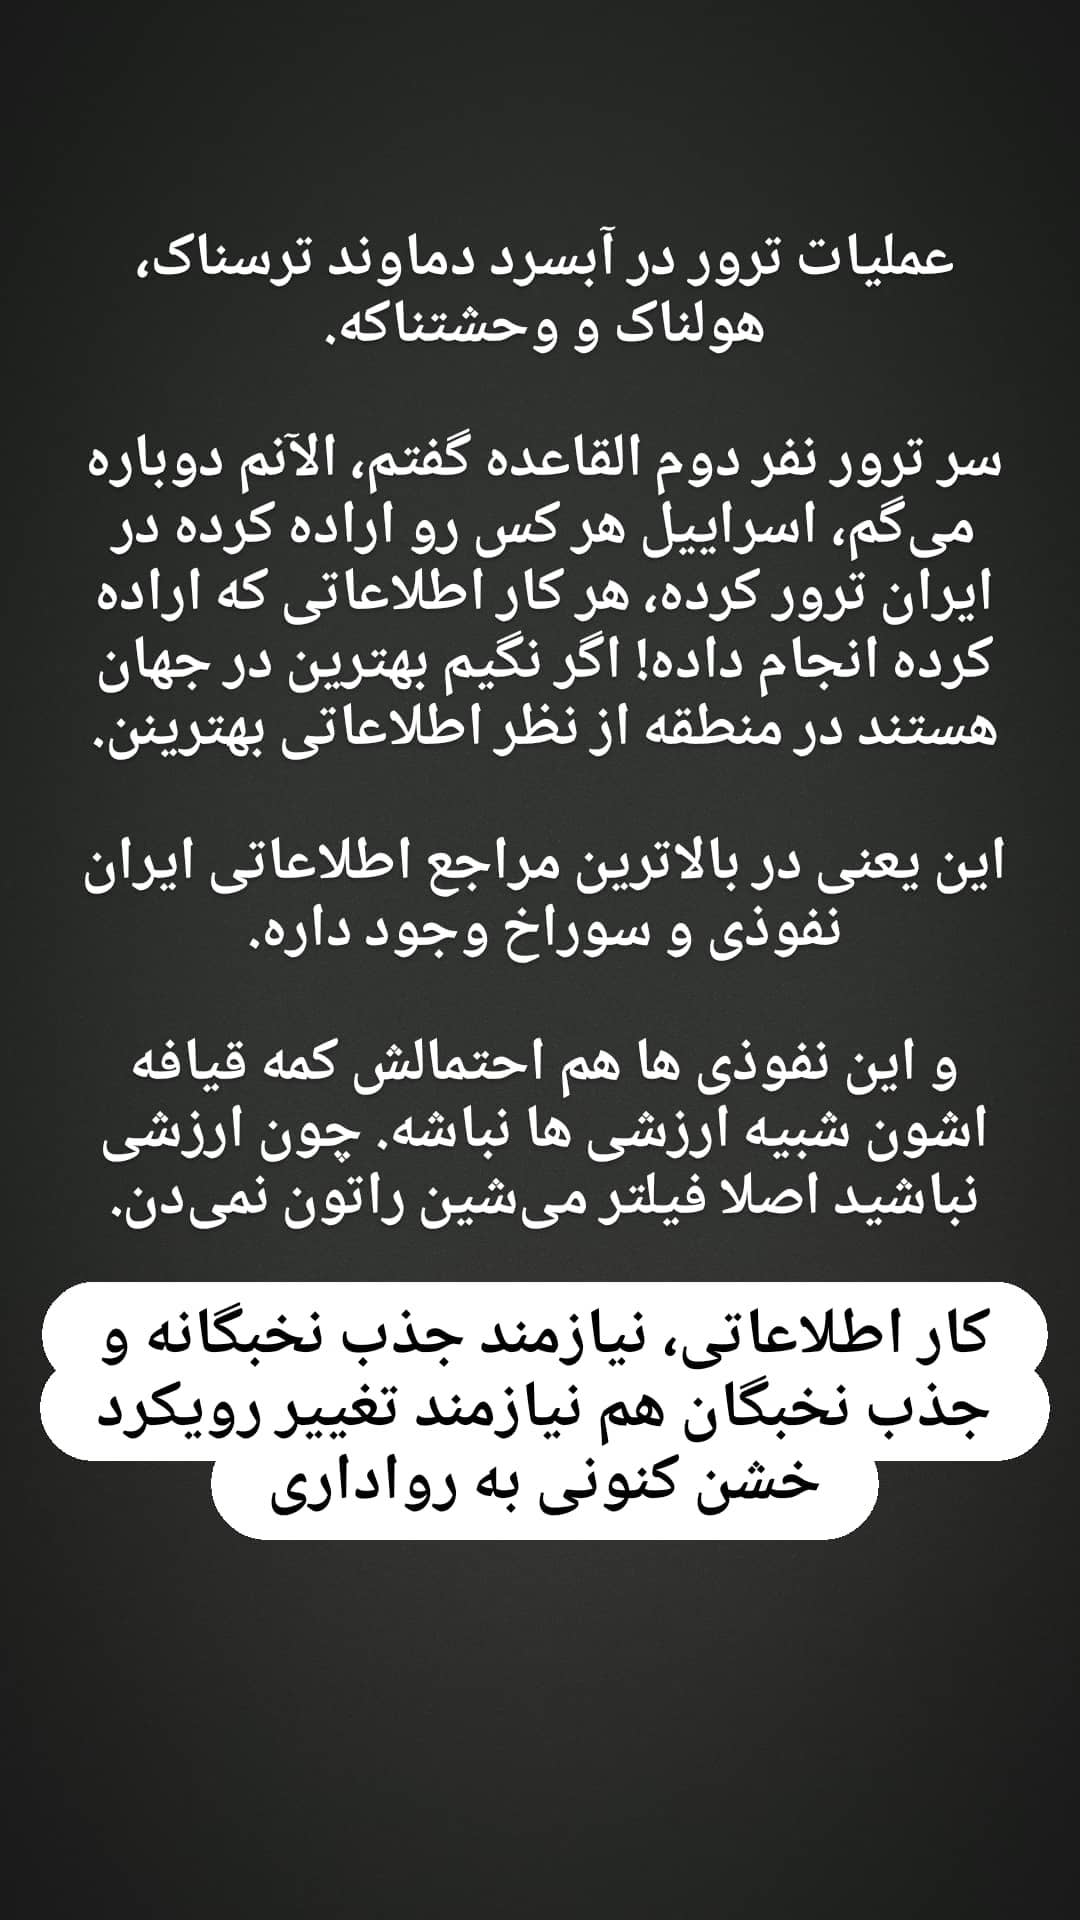 عملیات ترور در آبسرد دماوند ترسناک،
هولناک و وحشتناکه.
سر ترور نفر دوم القاعده گفتم، الآنم دوباره
می‌گم، اسراییل هر کس رو اراده کرده در
ایران ترور کرده، هر کار اطلاعاتی که اراده
کرده انجام داده! اگر نگیم بهترین در جهان
هستند در منطقه از نظر اطلاعاتی بهترینن.
این یعنی در بالاترین مراجع اطلاعاتی ایران
نفوذی و سوراخ وجود داره.
و این نفوذی ها هم احتمالش کمه قیافه
اشون شبیه ارزشی ها نباشه. چون ارزشی
نباشید اصلا فیلتر می‌شین راتون نمی‌دن.
کار اطلاعاتی، نیازمند جذب نخبگانه و
جذب نخبگان هم نیازمند تغییر رویکرد
خشن کنونی به رواداری